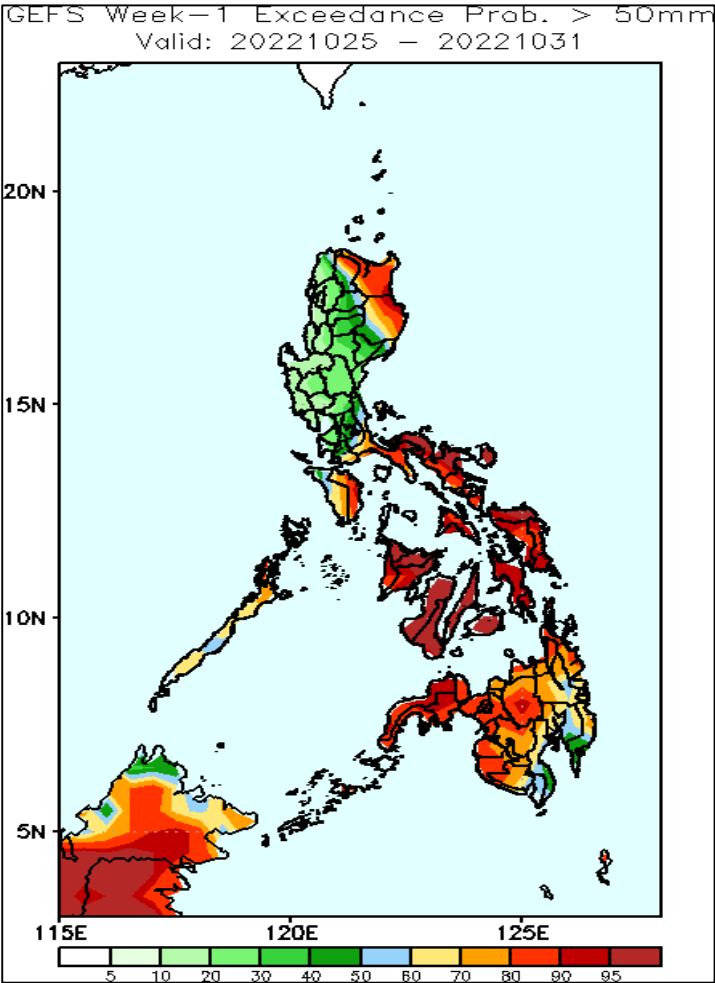 GEFS Week-1 Exceedance Prob. > 50mm
Valid: 20221025 - 20221031
20N
15N
10N
5N
115E 120E 125E
5 10 20 30 40 50 60 70 80 90 95